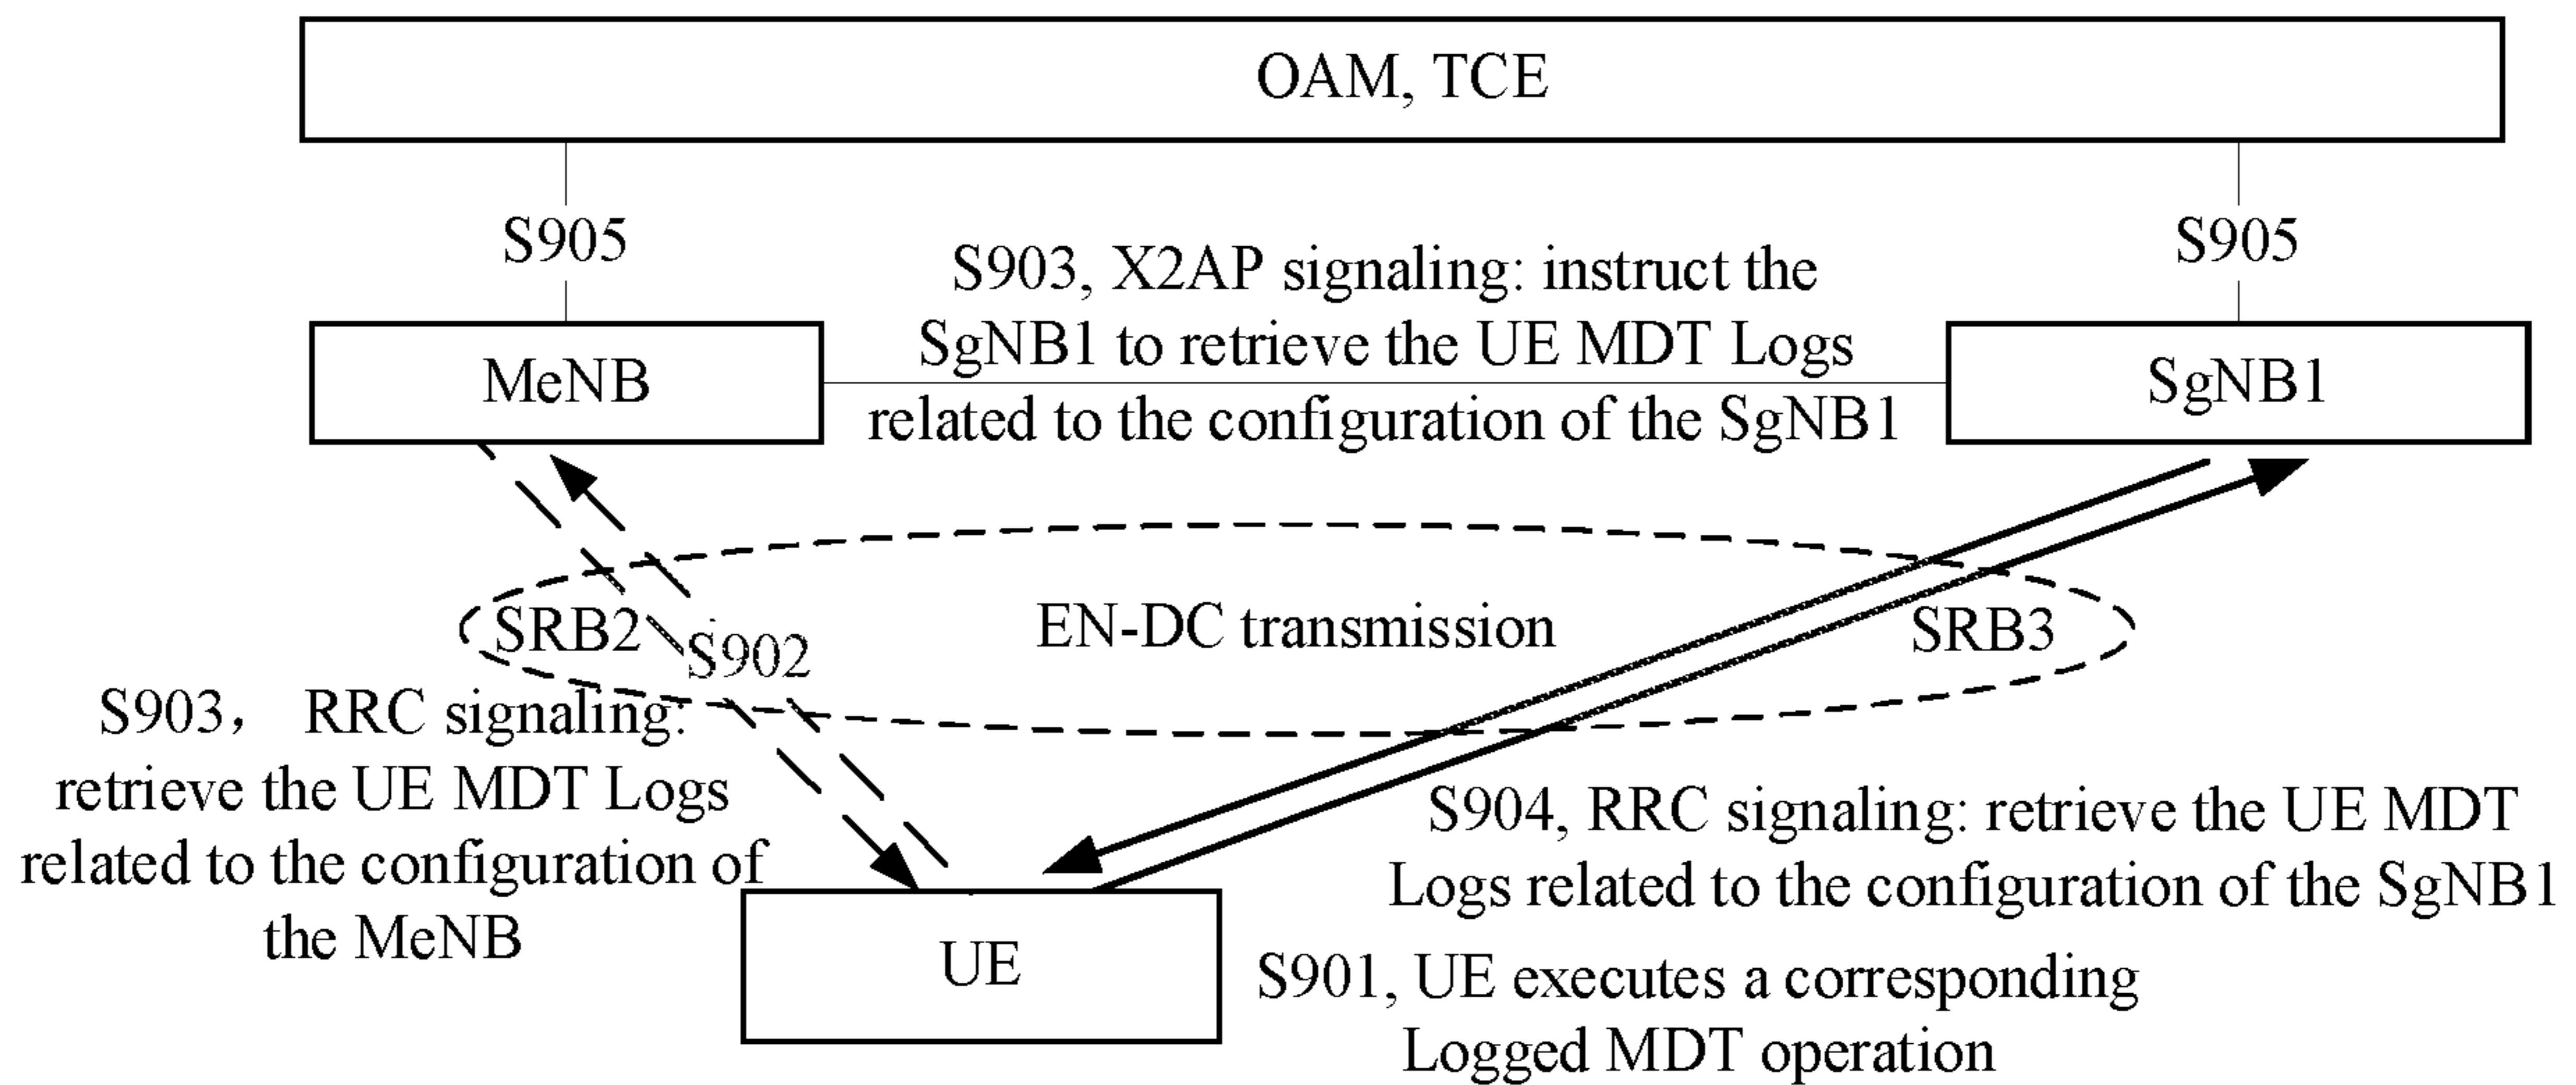 OAM, TCE
S905
S905
S903, X2AP signaling: instruct the
SgNB1 to retrieve the UE MDT Logs
related to the configuration of the SgNB1
MeNB
SgNB1
SRB2
S902
EN-DC transmission
SRB3
S903， RRC signaling:
retrieve the UE MDT Logs
related to the configuration of
the MeNB
S904, RRC signaling: retrieve the UE MDT
Logs related to the configuration of the SgNB1
UE
S901, UE executes a corresponding
Logged MDT operation